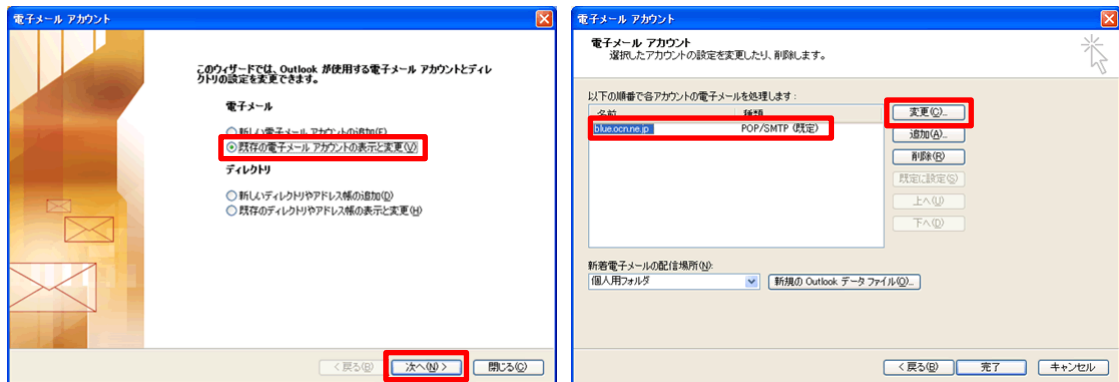 電子メール アカウント
このウィザードでは、Outlook が使用する電子メール アカウントとディレ
クトリの設定を変更できます。
電子メール
新しい電子メール アカウントの追加(E)
既存の電子メール アカウントの表示と変更(V)
ディレクトリ
新しいディレクトリやアドレス帳の追加(D)
既存のディレクトリやアドレス帳の表示と変更(H)
< 戻る(B)
次へ(N) >
閉じる(C)
電子メール アカウント
電子メール アカウント
選択したアカウントの設定を変更したり、削除します。
以下の順番で各アカウントの電子メールを処理します:
名前 種類
blue.ocn.ne.jp POP/SMTP (既定)
変更(C)...
追加(A)...
削除(R)
既定に設定(S)
上へ(U)
下へ(D)
新着電子メールの配信場所(N):
個人用フォルダ
新規の Outlook データ ファイル(O)...
< 戻る(B)
完了
キャンセル